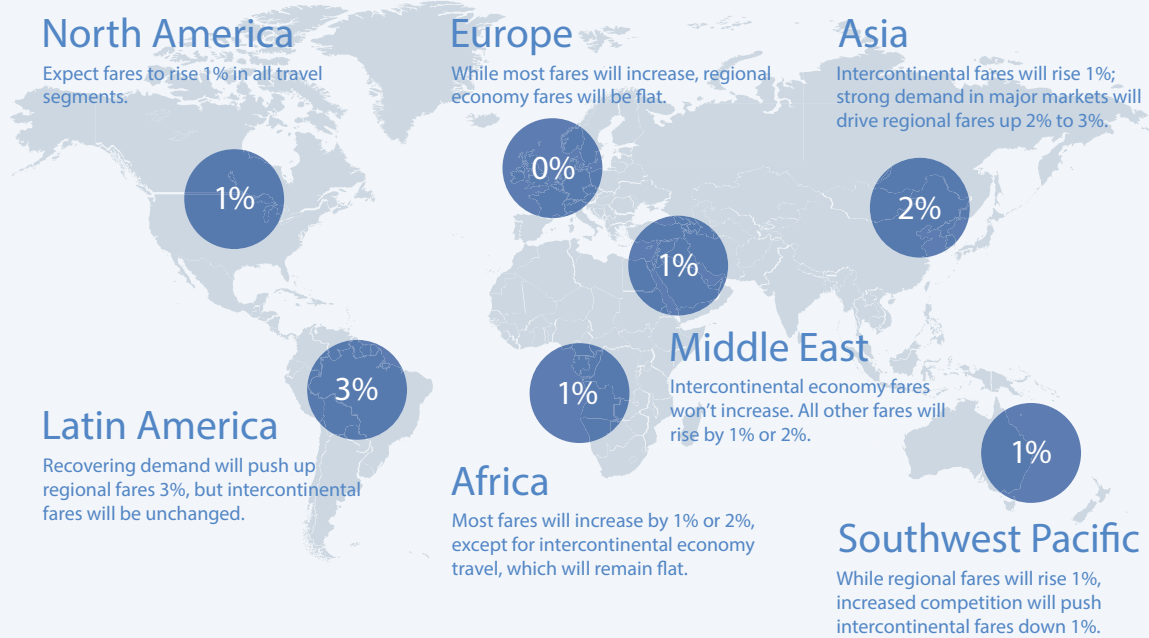 North America
Expect fares to rise 1% in all travel
segments.
1%
Europe
While most fares will increase, regional
economy fares will be flat.
0%
Asia
Intercontinental fares will rise 1%;
strong demand in major markets will
drive regional fares up 2% to 3%.
2%
1%
Middle East
Intercontinental economy fares
won’t increase. All other fares will
rise by 1% or 2%.
3%
Latin America
Recovering demand will push up
regional fares 3%, but intercontinental
fares will be unchanged.
1%
Africa
Most fares will increase by 1% or 2%,
except for intercontinental economy
travel, which will remain flat.
1%
Southwest Pacific
While regional fares will rise 1%,
increased competition will push
intercontinental fares down 1%.